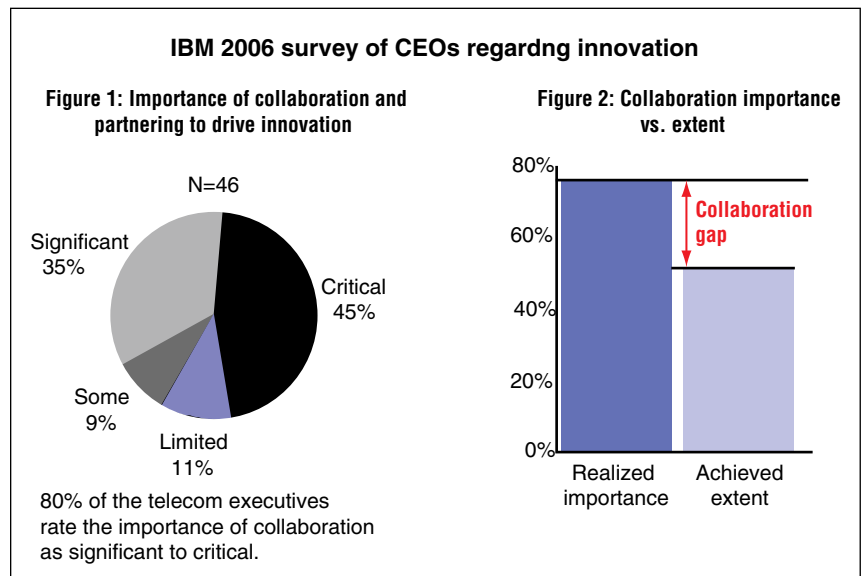 IBM 2006 survey of CEOs regardng innovation
Figure 1: Importance of collaboration and
partnering to drive innovation
N=46
Significant
35%
Critical
45%
Some
9%
Limited
11%
80% of the telecom executives
rate the importance of collaboration
as significant to critical.
Figure 2: Collaboration importance
vs. extent
80%
60%
40%
20%
0%
Collaboration
gap
Realized
importance
Achieved
extent